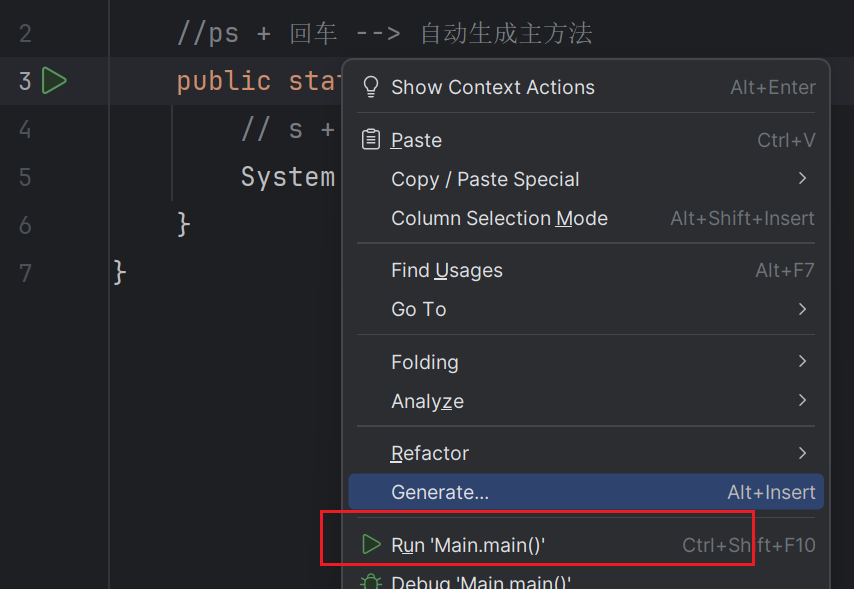 2 //ps + 回车 --> 自动生成主方法
3 public sta
4 // s +
5 System
6 }
7 }
Show Context Actions Alt+Enter
Paste Ctrl+V
Copy / Paste Special
Column Selection Mode Alt+Shift+Insert
Find Usages Alt+F7
Go To
Folding
Analyze
Refactor
Generate... Alt+Insert
Run 'Main.main()' Ctrl+Shift+F10
Debug 'Main.main()'